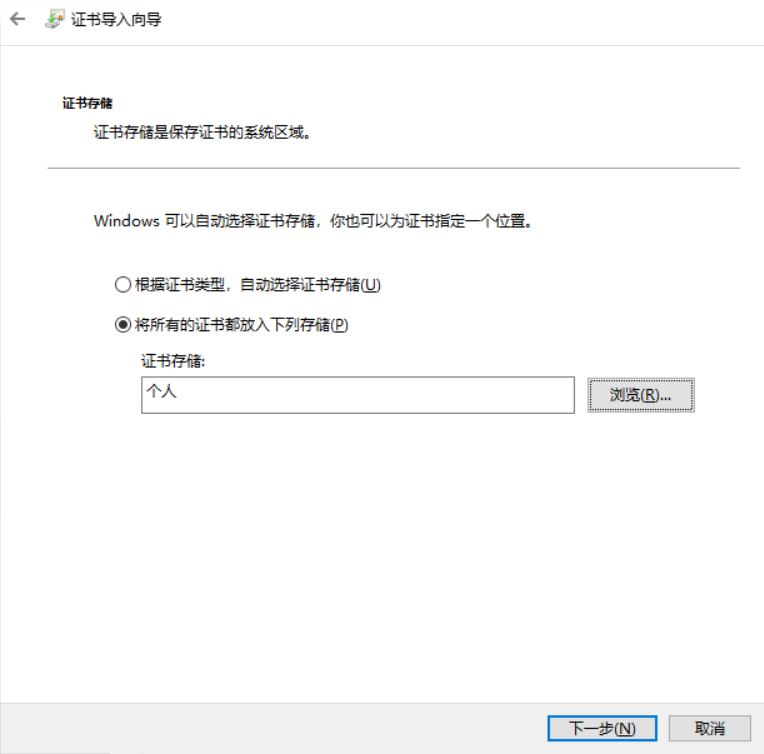 证书导入向导
证书存储
证书存储是保存证书的系统区域。
Windows 可以自动选择证书存储，你也可以为证书指定一个位置。
根据证书类型，自动选择证书存储(U)
将所有的证书都放入下列存储(P)
证书存储:
个人
浏览(R)...
下一步(N)
取消